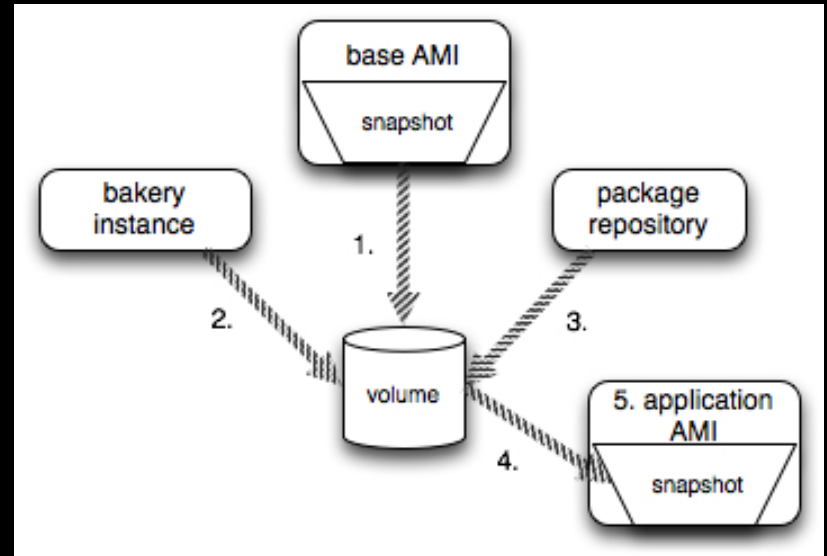 base AMI
snapshot
bakery
instance
package
repository
1.
2.
3.
volume
5. application
AMI
4.
snapshot